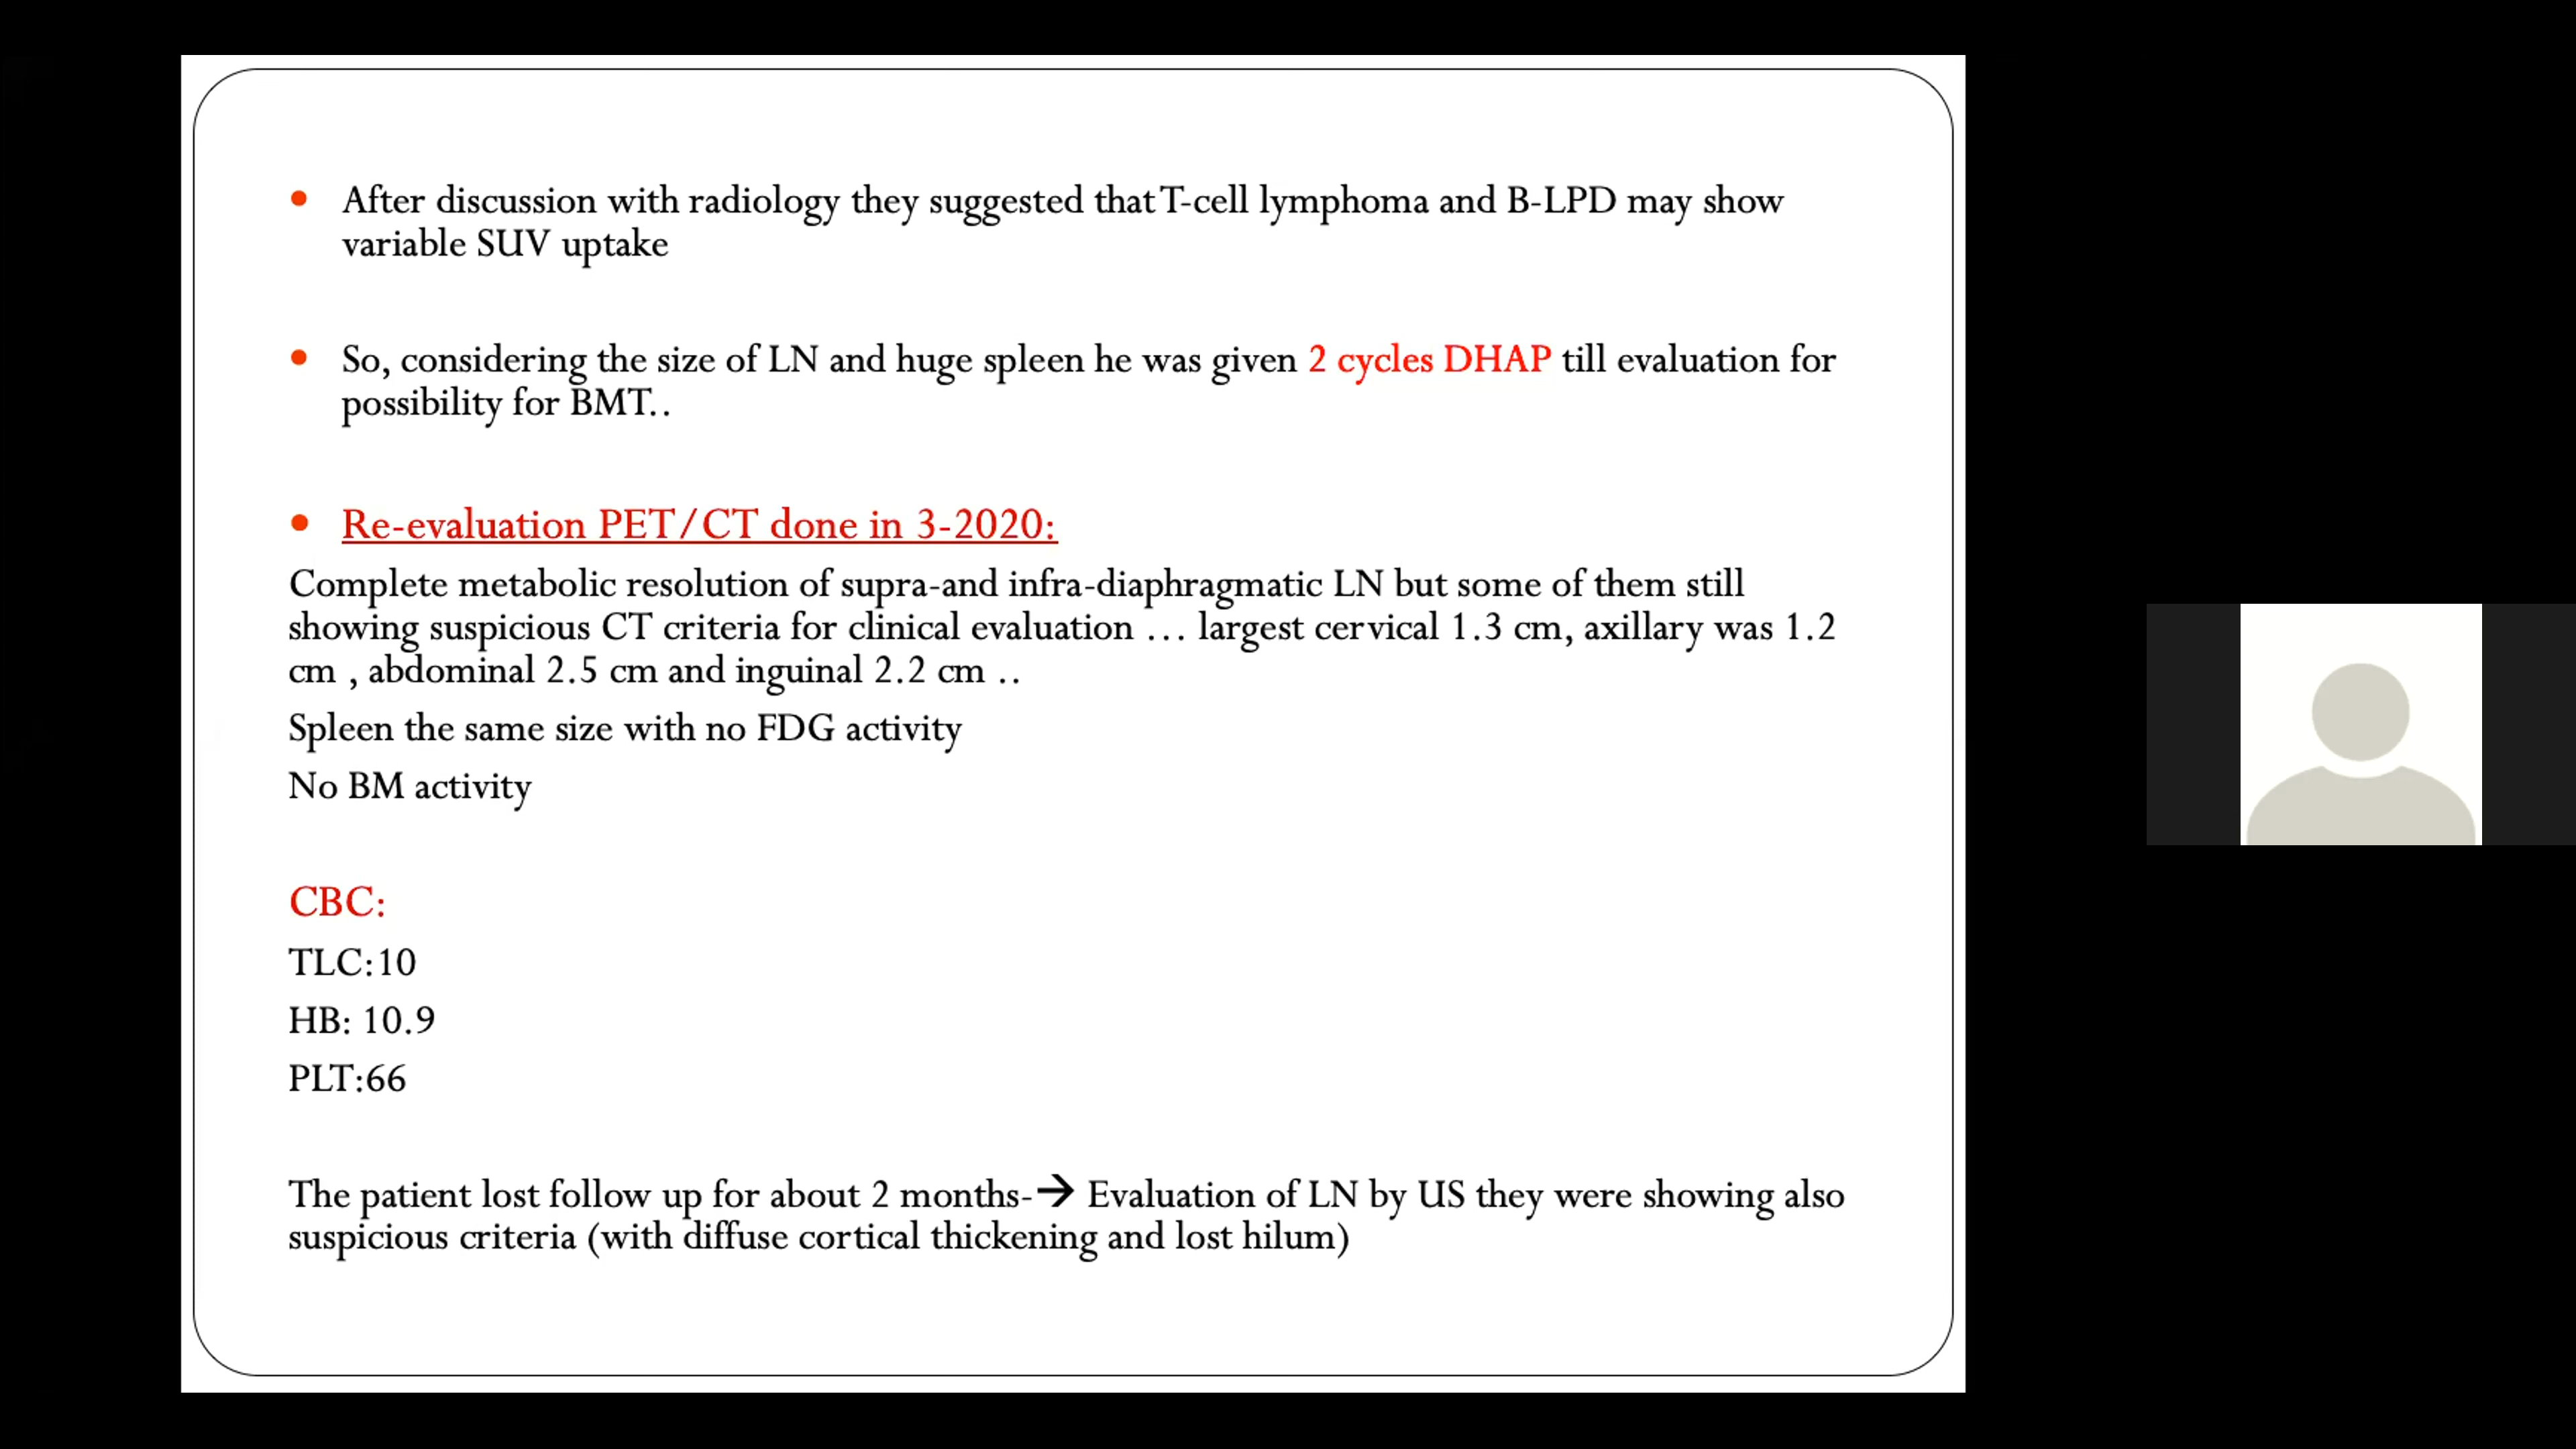 After discussion with radiology they suggested that T-cell lymphoma and B-LPD may show
variable SUV uptake
So, considering the size of LN and huge spleen he was given 2 cycles DHAP till evaluation for
possibility for BMT..
Re-evaluation PET/CT done in 3-2020:
Complete metabolic resolution of supra-and infra-diaphragmatic LN but some of them still
showing suspicious CT criteria for clinical evaluation ... largest cervical 1.3 cm, axillary was 1.2
cm , abdominal 2.5 cm and inguinal 2.2 cm ..
Spleen the same size with no FDG activity
No BM activity
CBC:
TLC:10
HB: 10.9
PLT:66
The patient lost follow up for about 2 months-→ Evaluation of LN by US they were showing also
suspicious criteria (with diffuse cortical thickening and lost hilum)